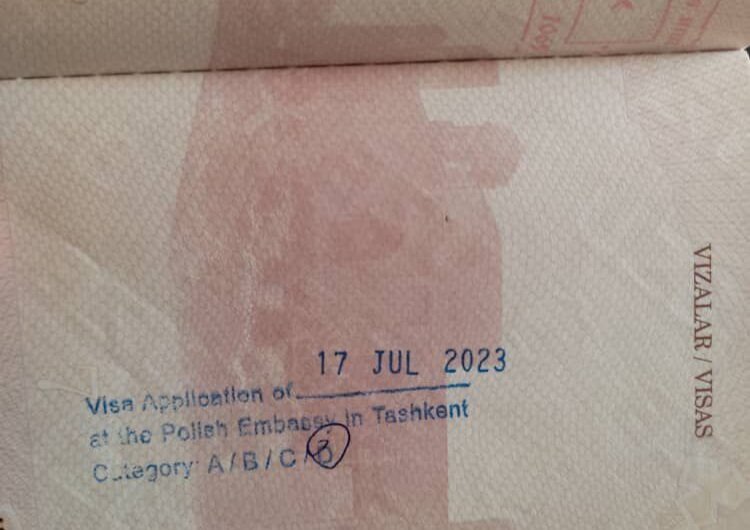 17 JUL 2023
Visa Application of
at the Polish Embassy in Tashkent
Category: A / B / C /
VIZALAR / VISAS